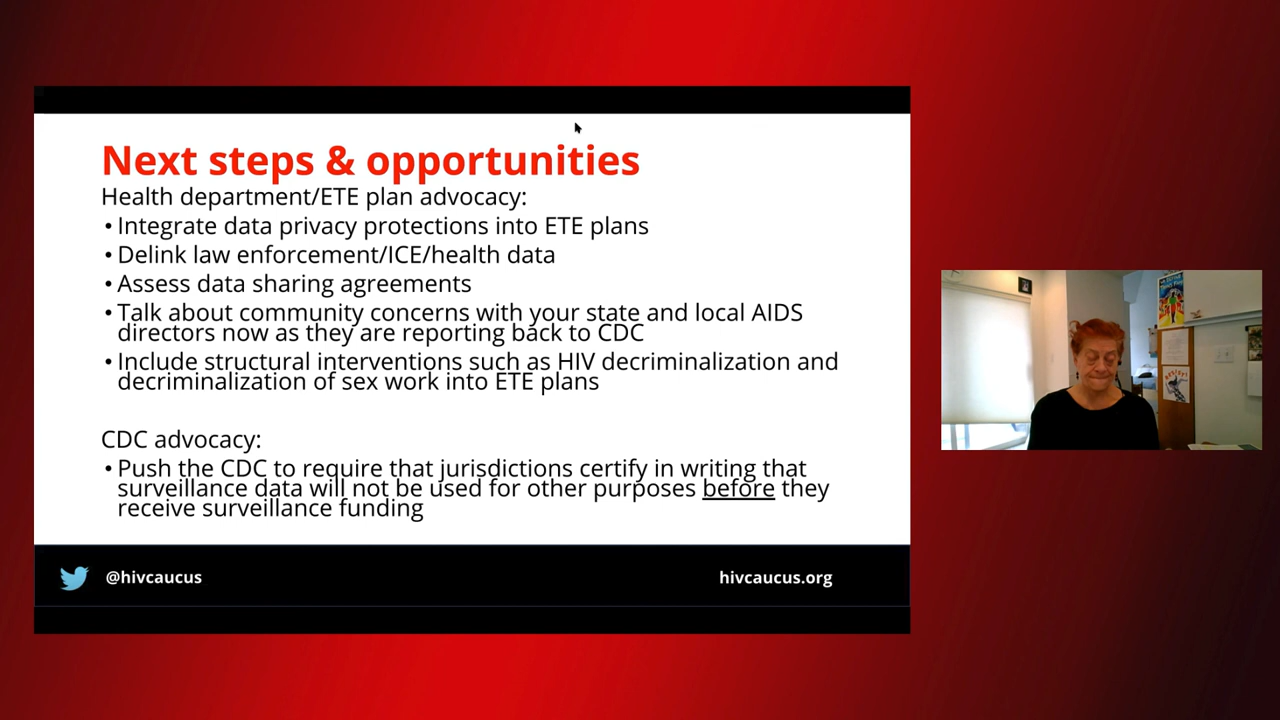 Next steps & opportunities
Health department/ETE plan advocacy:
• Integrate data privacy protections into ETE plans
• Delink law enforcement/ICE/health data
• Assess data sharing agreements
• Talk about community concerns with your state and local AIDS
directors now as they are reporting back to CDC
• Include structural interventions such as HIV decriminalization and
decriminalization of sex work into ETE plans
CDC advocacy:
• Push the CDC to require that jurisdictions certify in writing that
surveillance data will not be used for other purposes before they
receive surveillance funding
@hivcaucus
hivcaucus.org